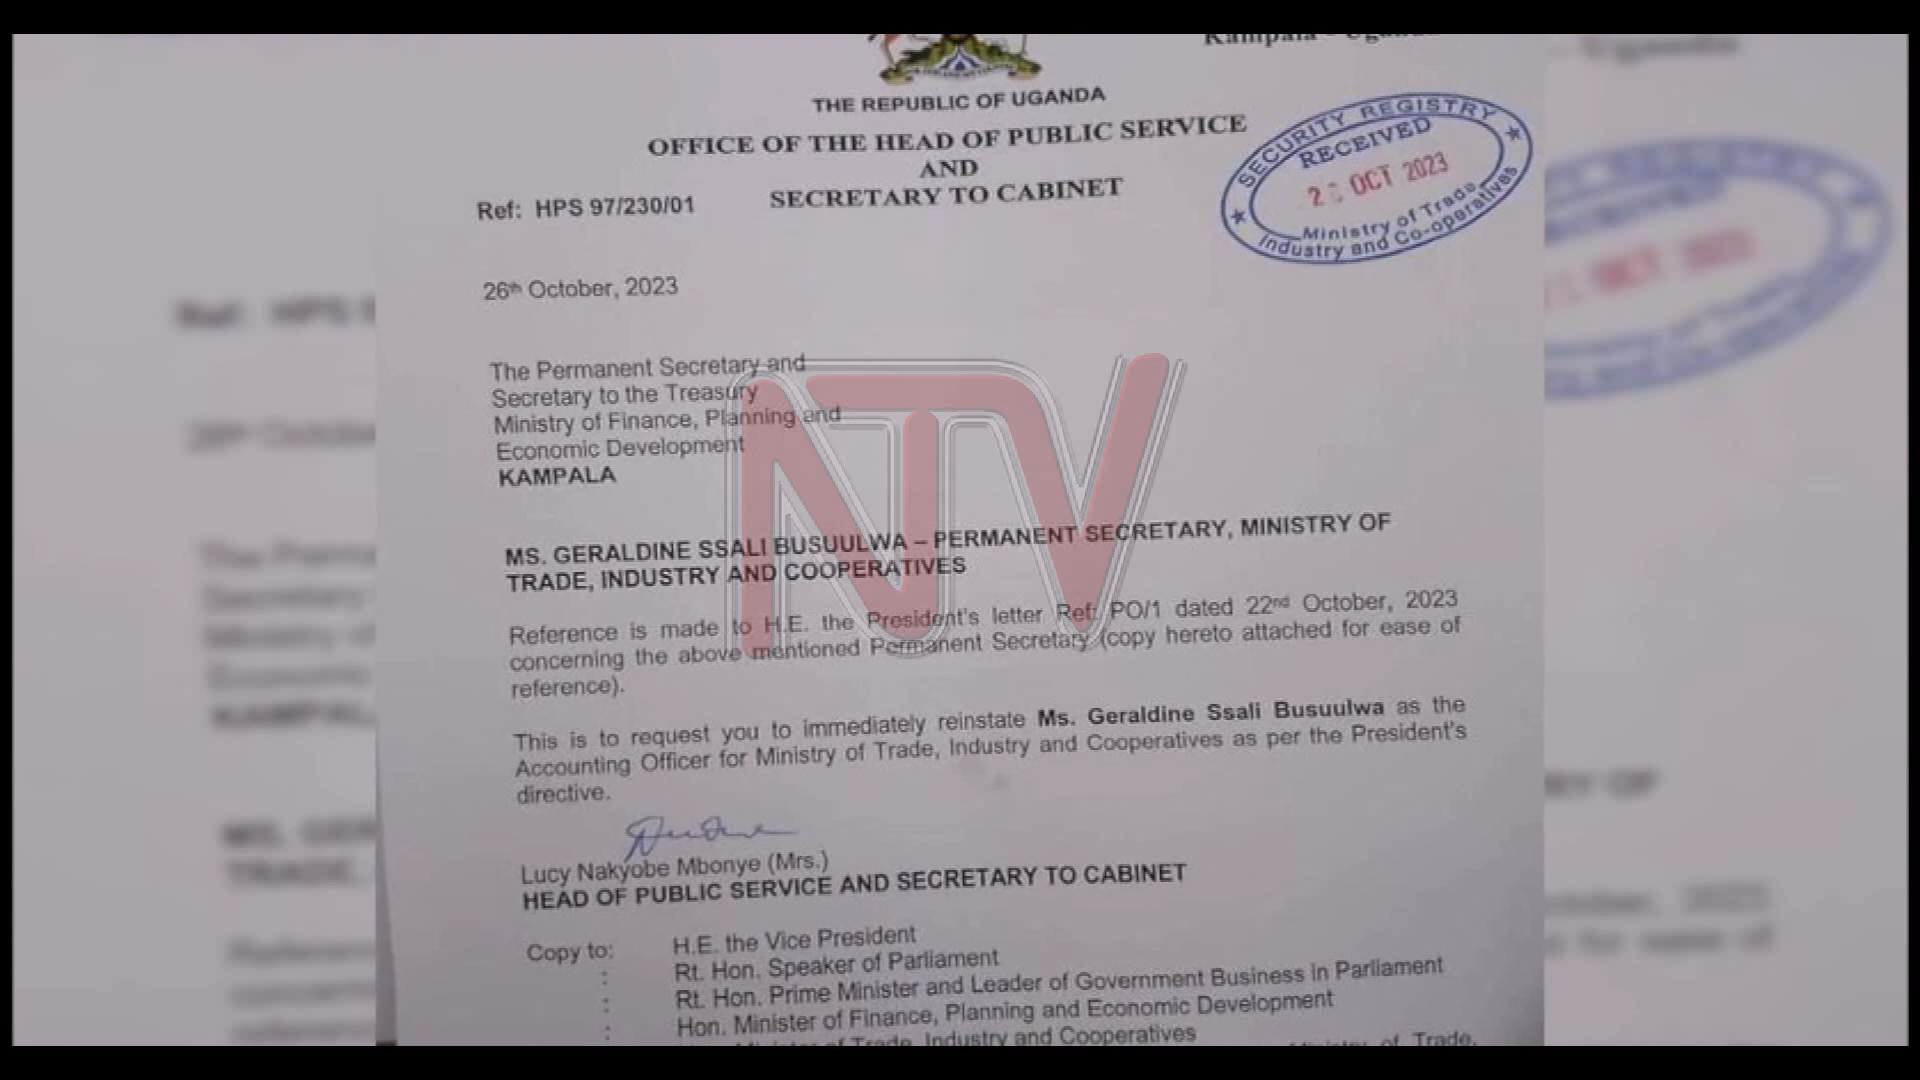 Kampala - Uganda
THE REPUBLIC OF UGANDA
OFFICE OF THE HEAD OF PUBLIC SERVICE
AND
SECRETARY TO CABINET
Ref: HPS 97/230/01
SECURITY REGISTRY
RECEIVED
OCT 2023
Ministry of Trade
Industry and Co-operatives
26th October, 2023
The Permanent Secretary and
Secretary to the Treasury
Ministry of Finance, Planning and
Economic Development
KAMPALA
NTV
MS. GERALDINE SSALI BUSUULWA – PERMANENT SECRETARY, MINISTRY OF
TRADE, INDUSTRY AND COOPERATIVES
Reference is made to H.E. the President's letter Ref: PO/1 dated 22nd October, 2023
concerning the above mentioned Permanent Secretary (copy hereto attached for ease of
reference).
This is to request you to immediately reinstate Ms. Geraldine Ssali Busuulwa as the
Accounting Officer for Ministry of Trade, Industry and Cooperatives as per the President's
directive.
Lucy Nakyobe Mbonye (Mrs.)
HEAD OF PUBLIC SERVICE AND SECRETARY TO CABINET
Copy to: H.E. the Vice President
: Rt. Hon. Speaker of Parliament
: Rt. Hon. Prime Minister and Leader of Government Business in Parliament
: Hon. Minister of Finance, Planning and Economic Development
Minister of Trade, Industry and Cooperatives
Ministry of Trade,